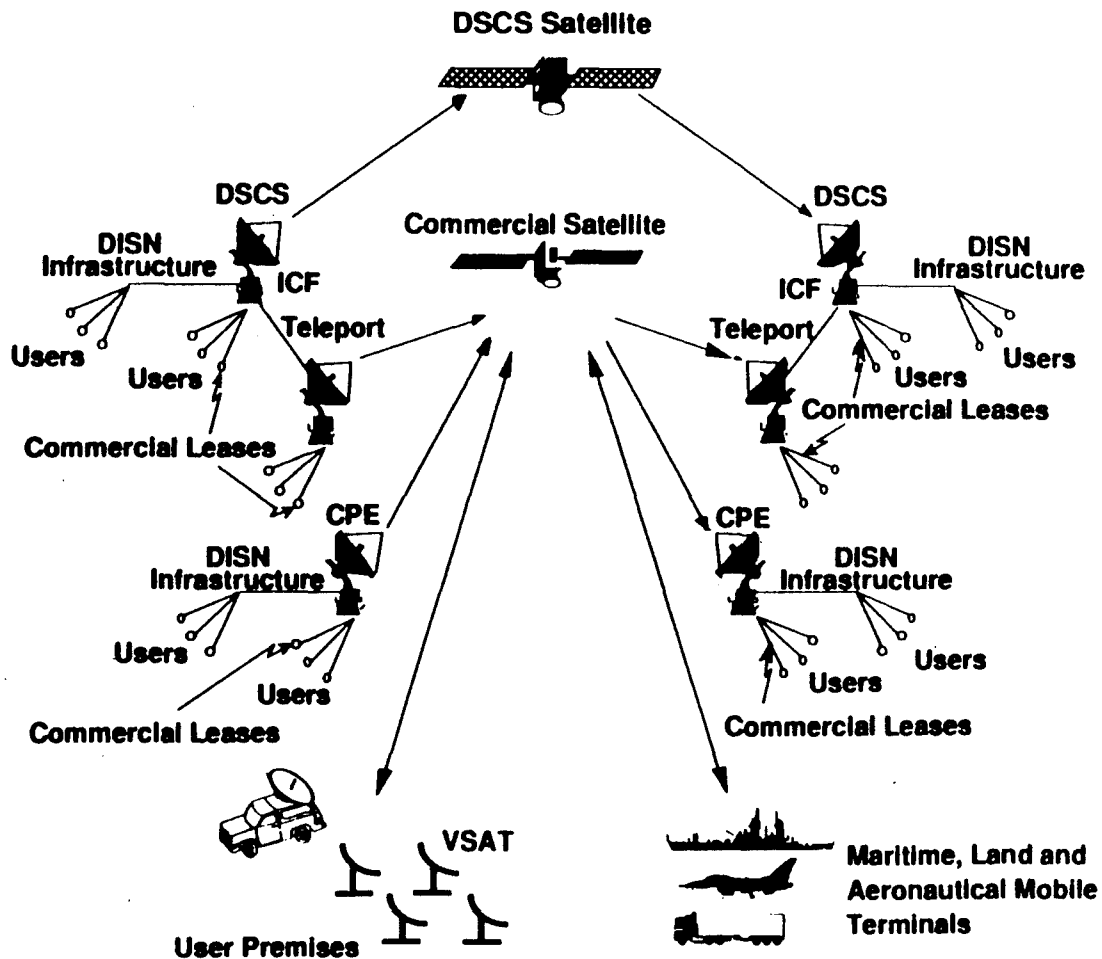 DSCS Satellite
DSCS
DSCS
Commercial Satellite
DISN
Infrastructure
ICF
DISN
Infrastructure
ICF
Teleport
Teleport
Users
Users
Users
Users
Commercial Leases
Commercial Leases
CPE
CPE
DISN
Infrastructure
DISN
Infrastructure
Users
Users
Users
Users
Commercial Leases
Commercial Leases
VSAT
User Premises
Maritime, Land and
Aeronautical Mobile
Terminals